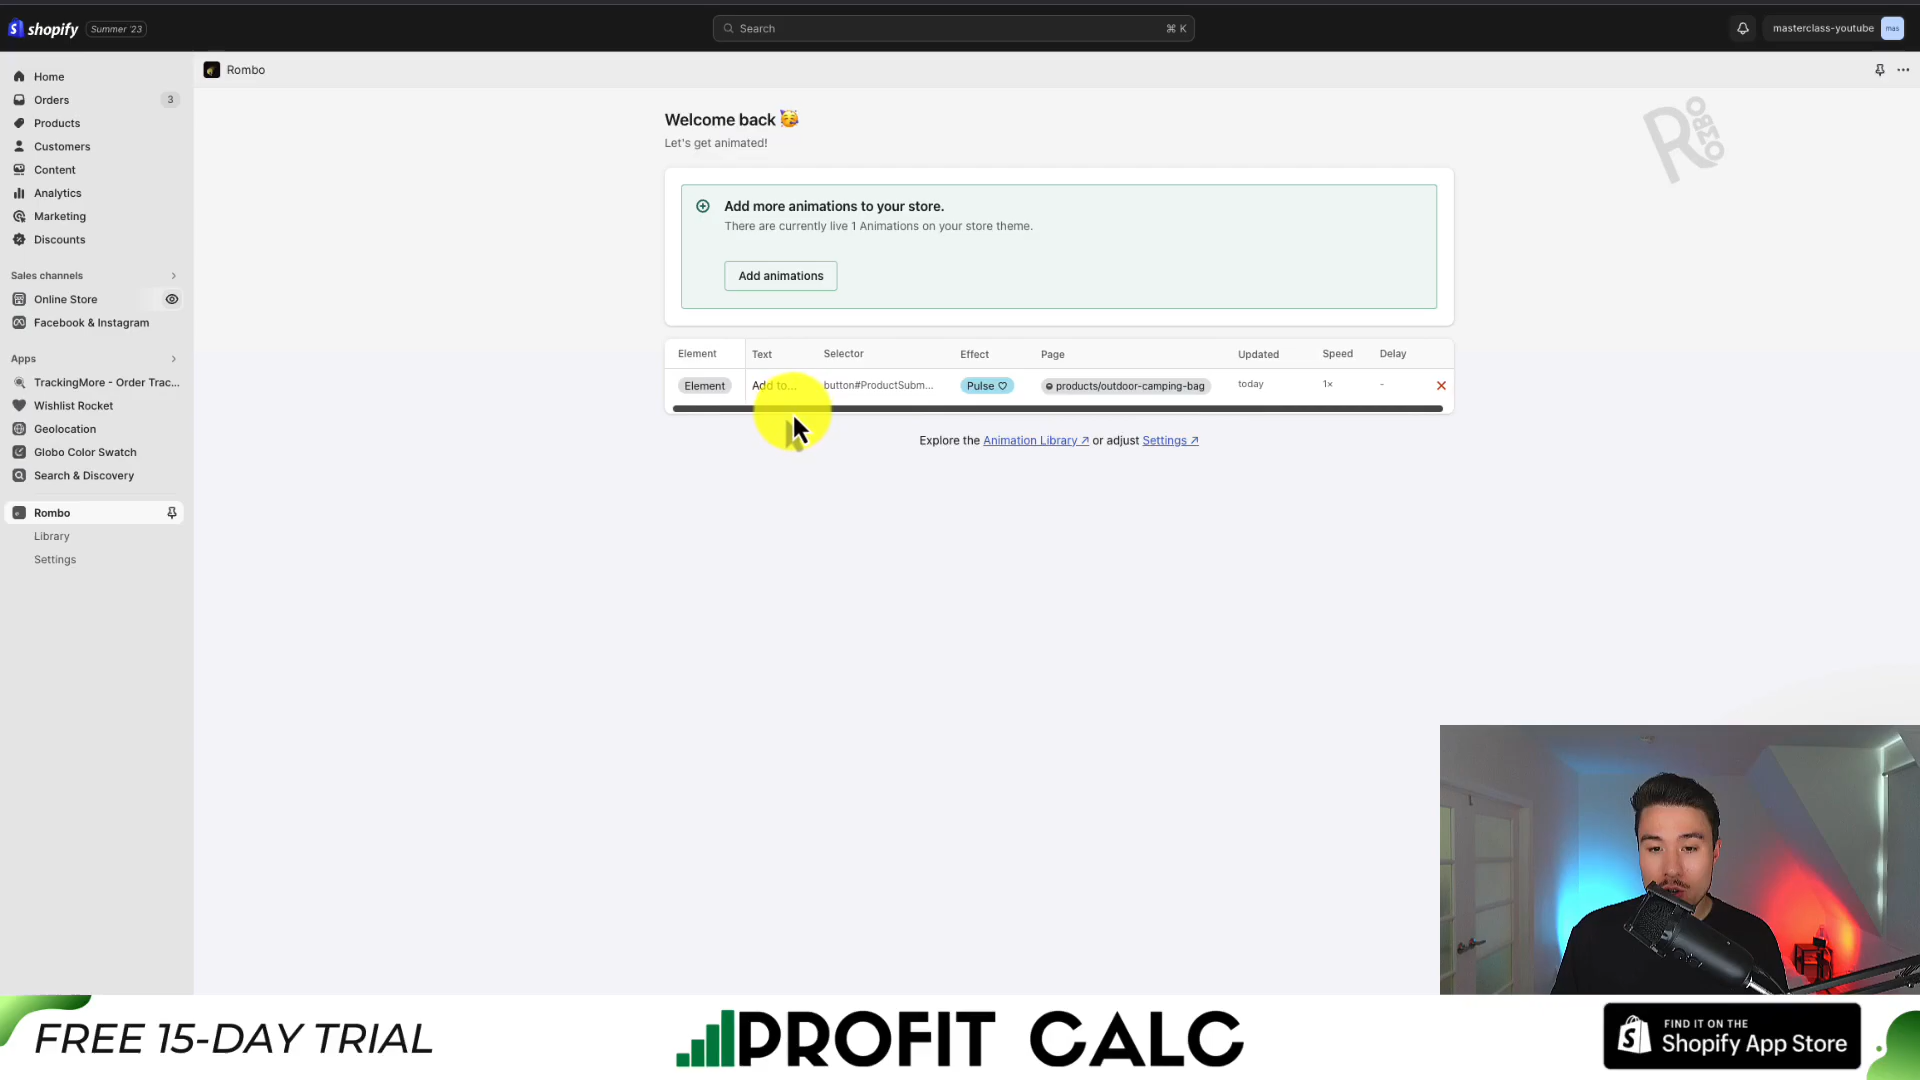 shopify Summer '23
Search ⌘ K
masterclass-youtube mas
Home
Orders 3
Products
Customers
Content
Analytics
Marketing
Discounts
Sales channels
Online Store
Facebook & Instagram
Apps
TrackingMore - Order Trac...
Wishlist Rocket
Geolocation
Globo Color Swatch
Search & Discovery
Rombo
Library
Settings
Rombo
ROMBO
Welcome back 🥳
Let's get animated!
Add more animations to your store.
There are currently live 1 Animations on your store theme.
Add animations
Element Text Selector Effect Page Updated Speed Delay
Element Add to... button#ProductSubm... Pulse ♡ products/outdoor-camping-bag today 1× -
Explore the Animation Library ↗ or adjust Settings ↗
FREE 15-DAY TRIAL
PROFIT CALC
FIND IT ON THE
Shopify App Store